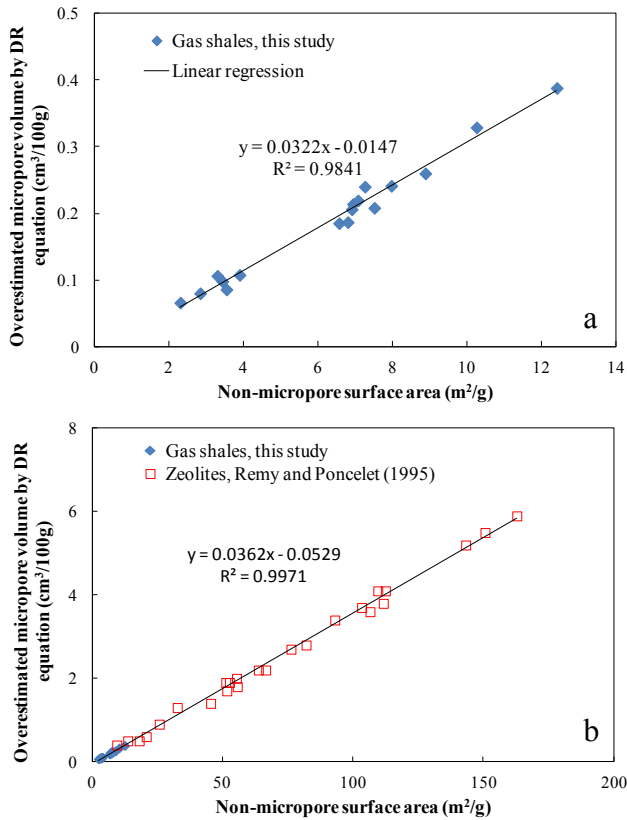 0.5
0.4
0.3
0.2
0.1
0
Overestimated micropore volume by DR
equation (cm³/100g)
Gas shales, this study
Linear regression
y = 0.0322x - 0.0147
R² = 0.9841
a
0 2 4 6 8 10 12 14
Non-micropore surface area (m²/g)
8
6
4
2
0
Overestimated micropore volume by DR
equation (cm³/100g)
Gas shales, this study
Zeolites, Remy and Poncelet (1995)
y = 0.0362x - 0.0529
R² = 0.9971
b
0 50 100 150 200
Non-micropore surface area (m²/g)